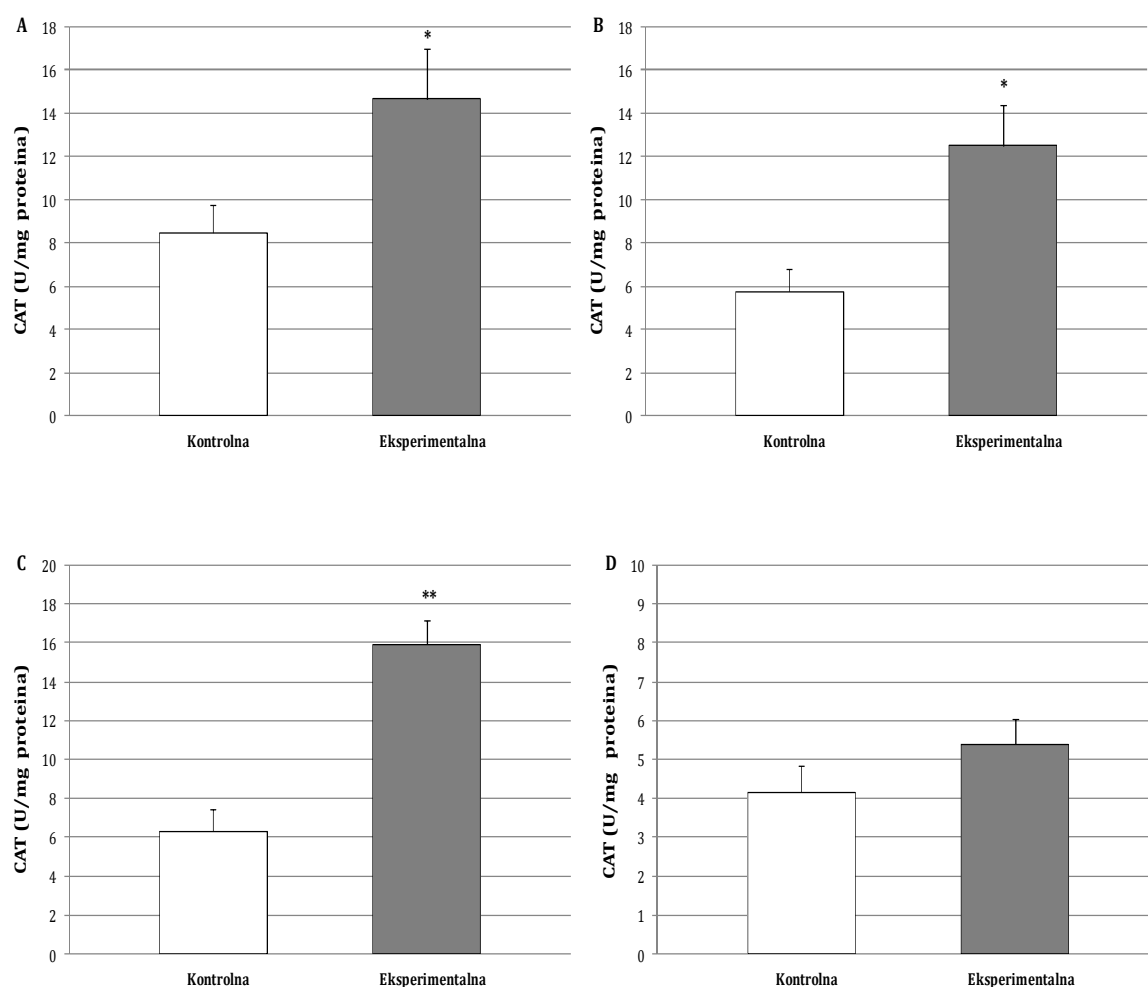 A
CAT (U/mg proteina)
18
16
14
12
10
8
6
4
2
0
*
Kontrolna
Eksperimentalna
B
CAT (U/mg proteina)
18
16
14
12
10
8
6
4
2
0
*
Kontrolna
Eksperimentalna
C
CAT (U/mg proteina)
20
18
16
14
12
10
8
6
4
2
0
**
Kontrolna
Eksperimentalna
D
CAT (U/mg proteina)
10
9
8
7
6
5
4
3
2
1
0
Kontrolna
Eksperimentalna